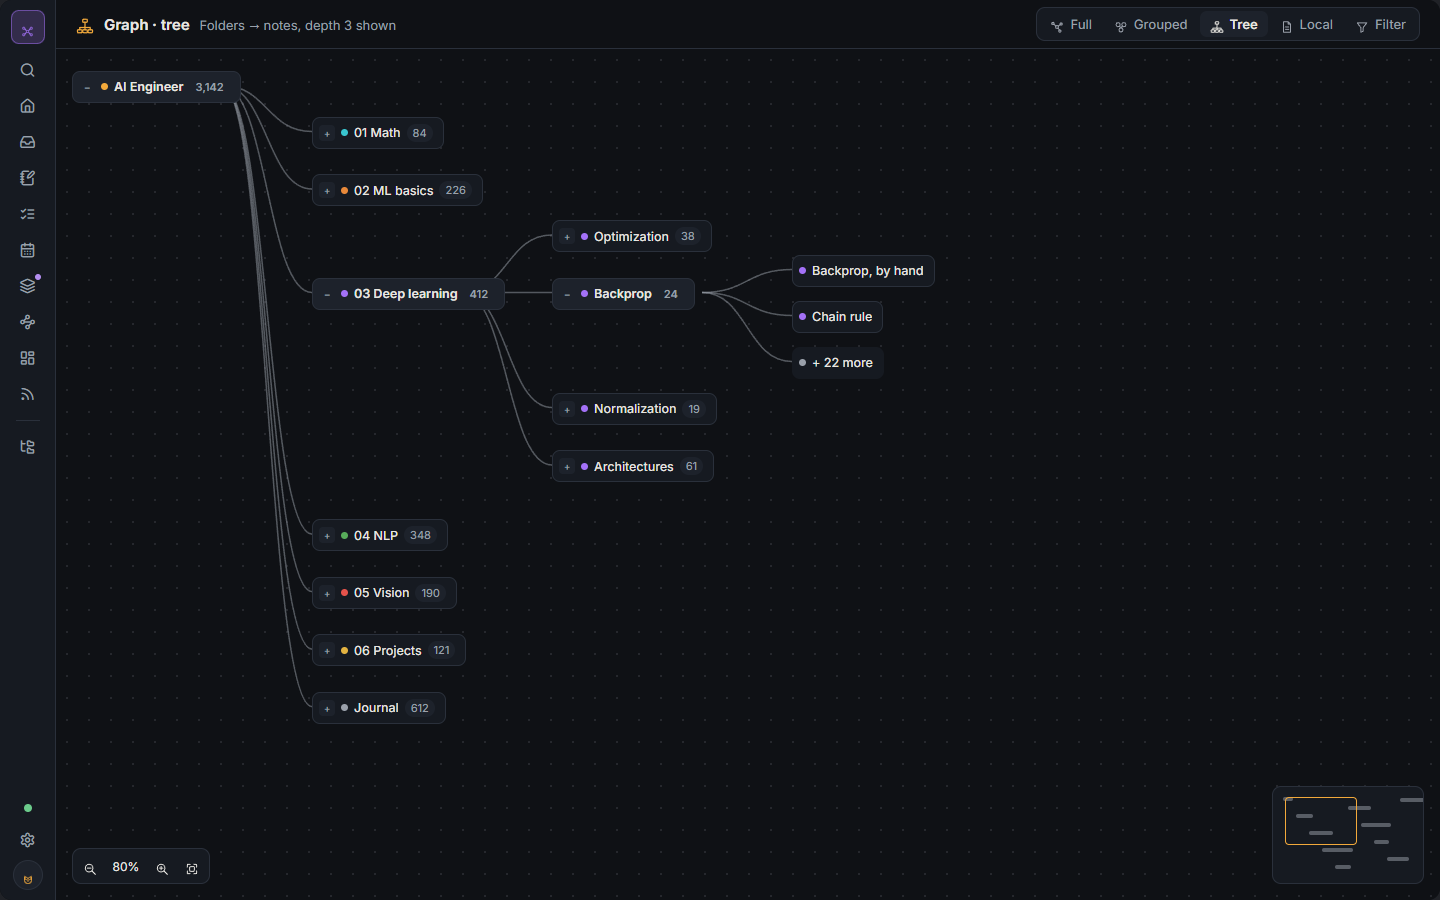 Graph · tree Folders → notes, depth 3 shown
Full Grouped Tree Local Filter
− AI Engineer 3,142
+ 01 Math 84
+ 02 ML basics 226
+ Optimization 38
Backprop, by hand
− 03 Deep learning 412
− Backprop 24
Chain rule
+ 22 more
+ Normalization 19
+ Architectures 61
+ 04 NLP 348
+ 05 Vision 190
+ 06 Projects 121
+ Journal 612
80%